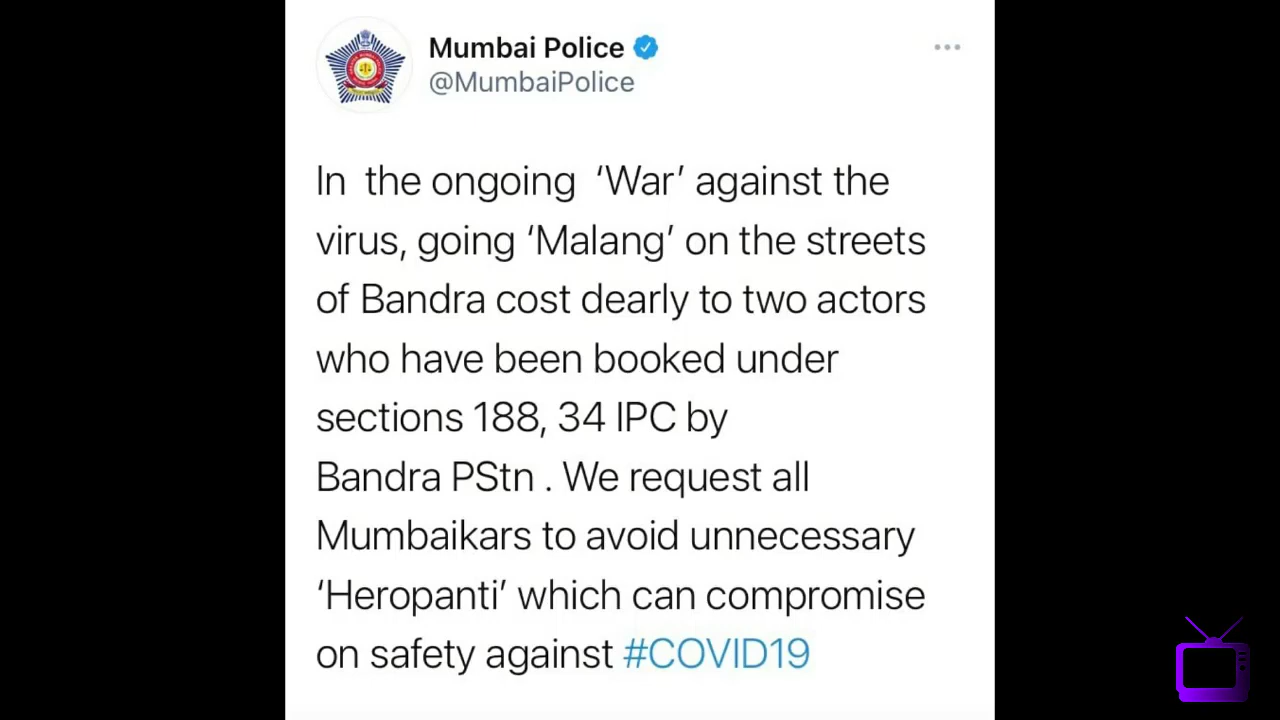 Mumbai Police
@MumbaiPolice
In  the ongoing  ‘War’ against the
virus, going ‘Malang’ on the streets
of Bandra cost dearly to two actors
who have been booked under
sections 188, 34 IPC by
Bandra PStn . We request all
Mumbaikars to avoid unnecessary
‘Heropanti’ which can compromise
on safety against #COVID19